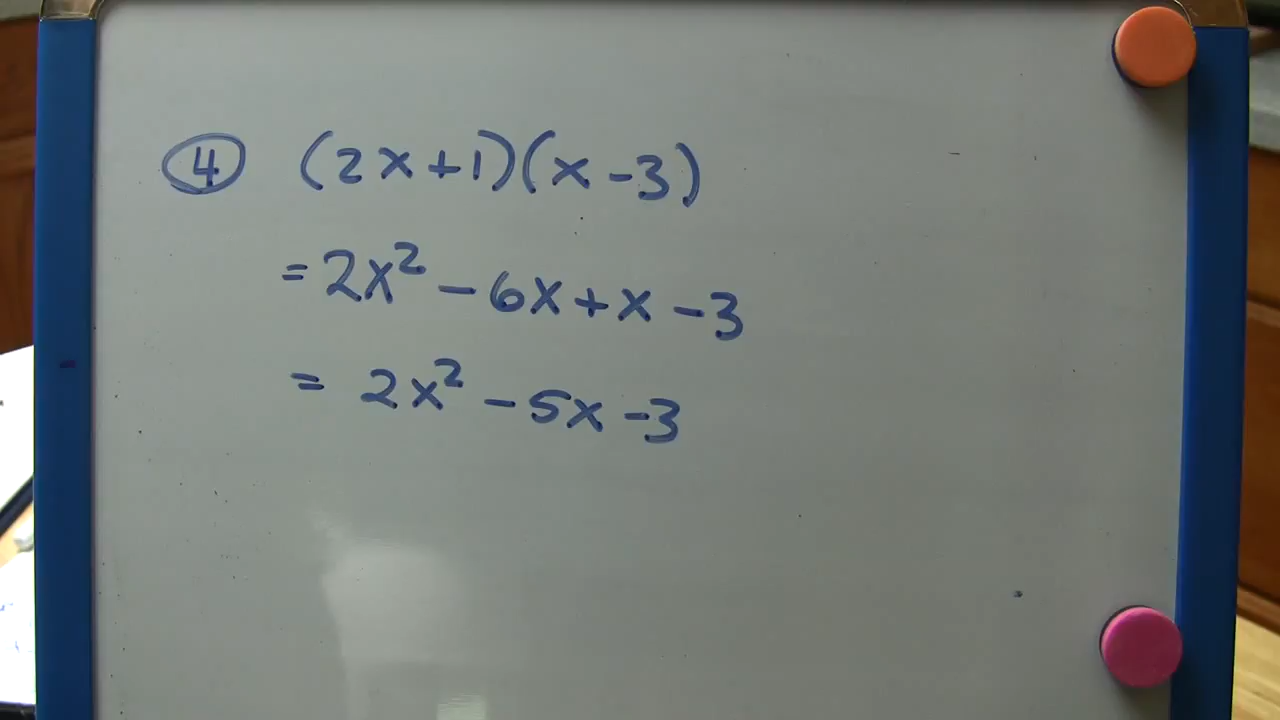 ④ (2x+1)(x-3)
= 2x² - 6x + x - 3
= 2x² - 5x - 3